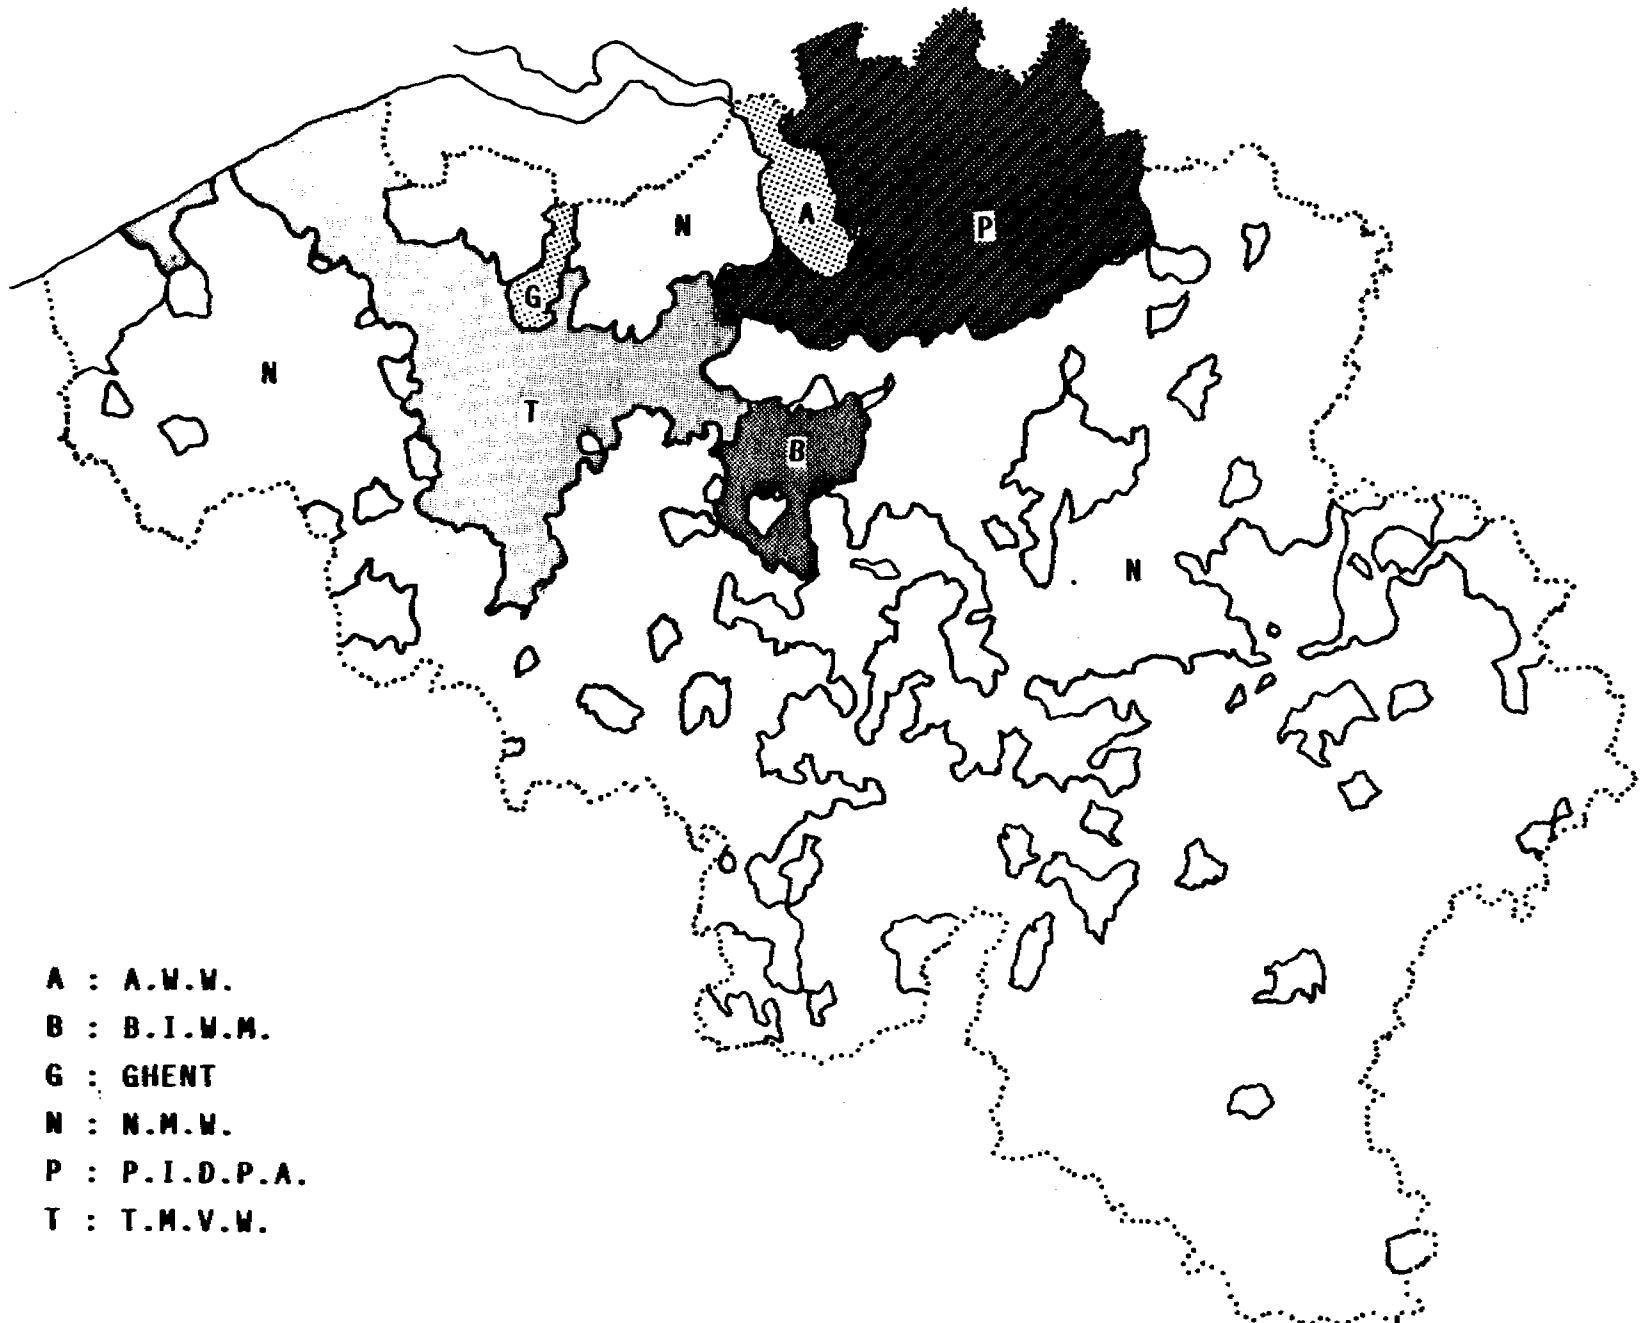 A
N
P
G
N
T
B
N
A : A.W.W.
B : B.I.W.M.
G : GHENT
N : N.M.W.
P : P.I.D.P.A.
T : T.M.V.W.